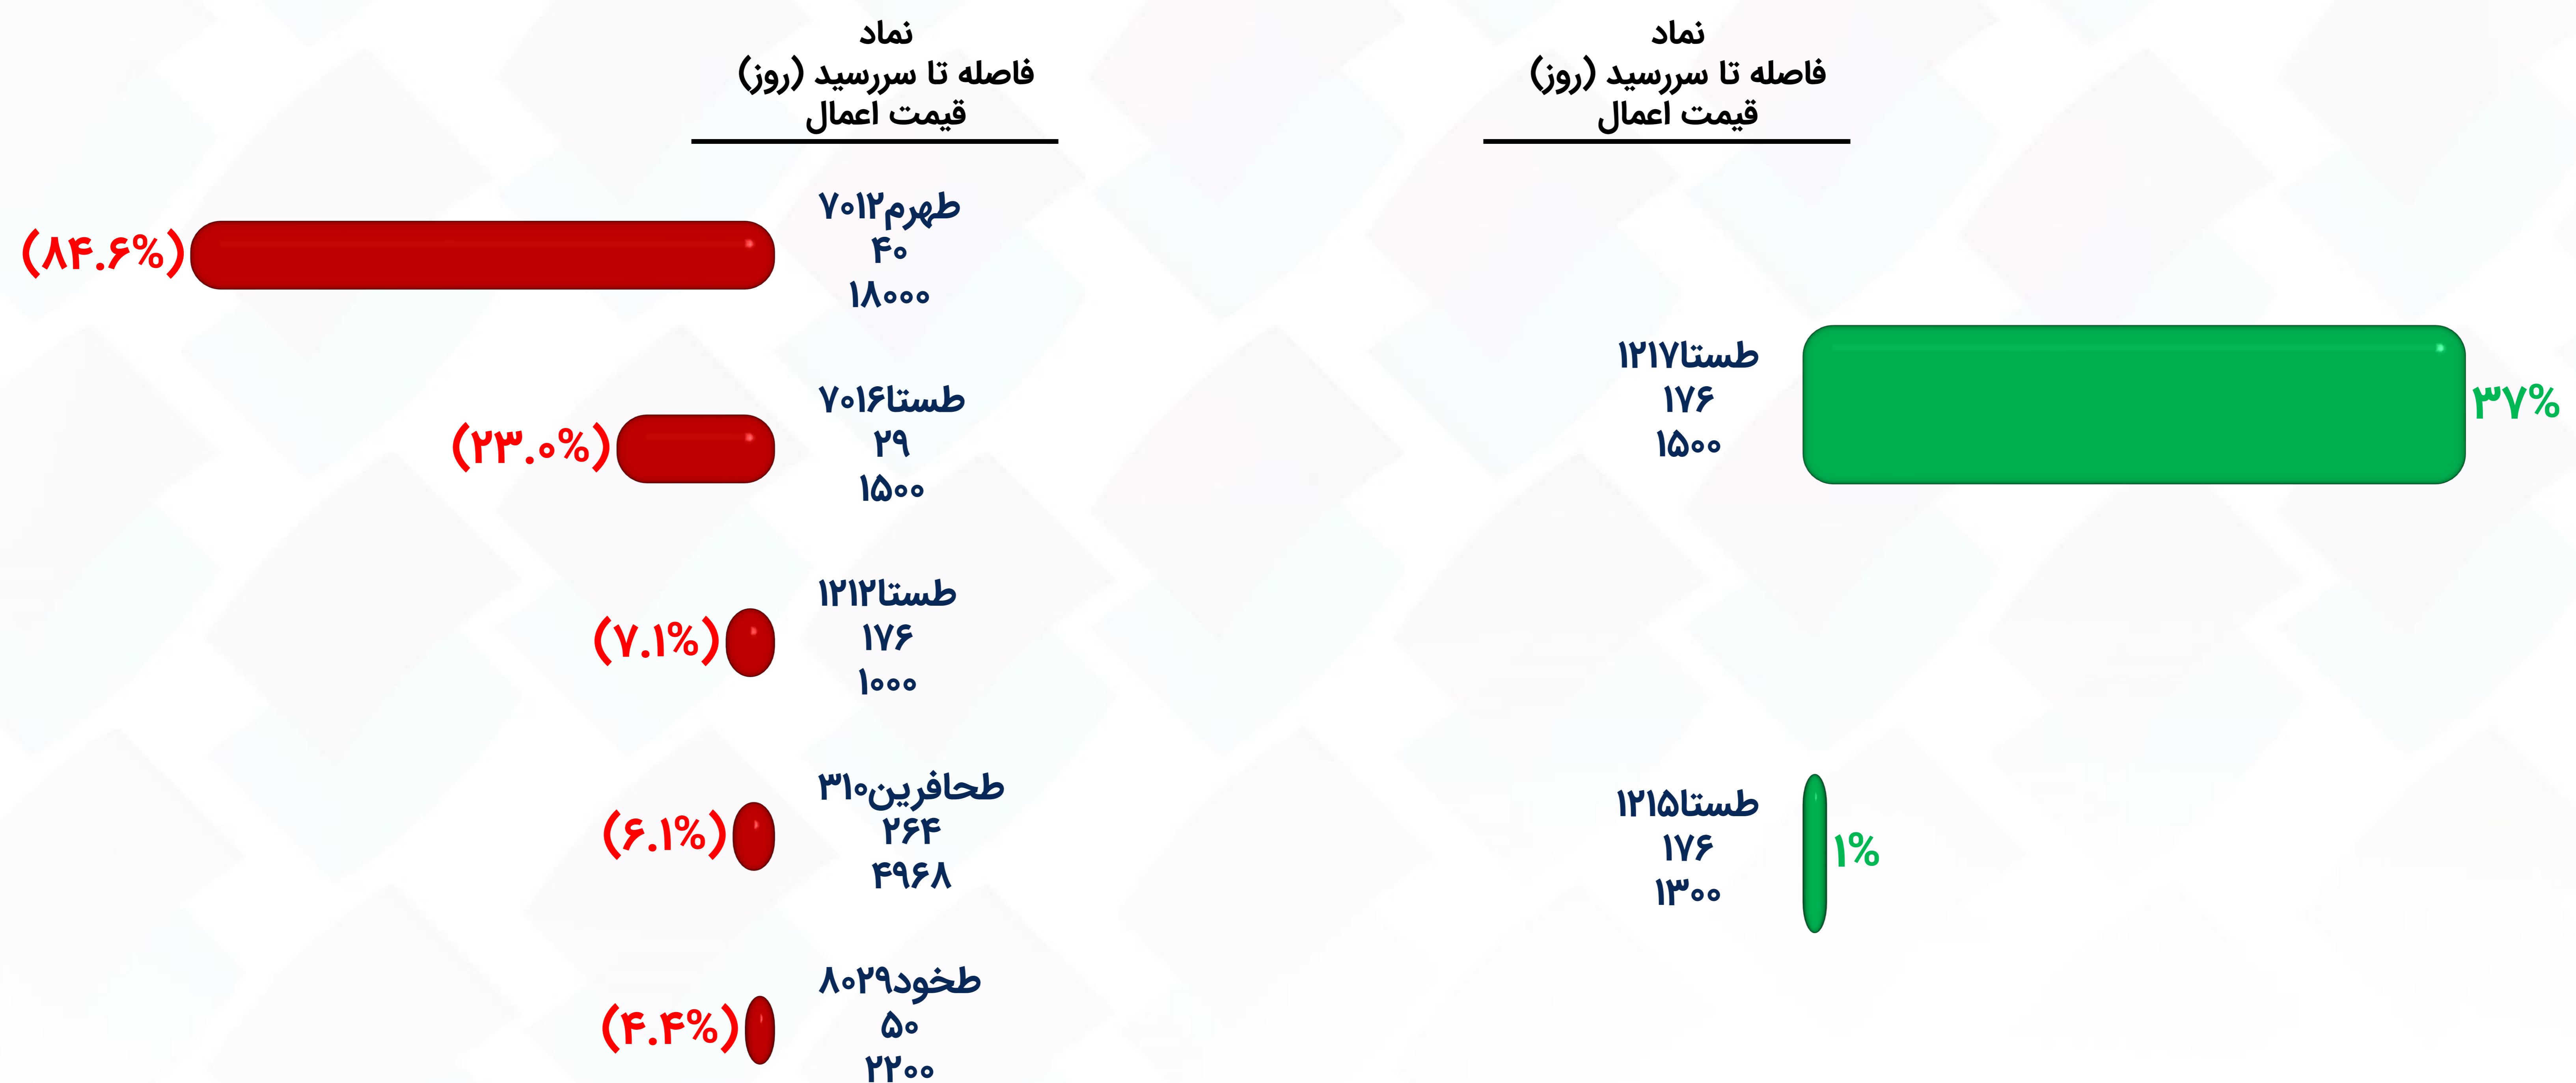 نماد
فاصله تا سررسید (روز)
قیمت اعمال
طستا۱۲۱۷
۱۷۶
۱۵۰۰
۳۷%
طستا۱۲۱۵
۱۷۶
۱۳۰۰
۱%
نماد
فاصله تا سررسید (روز)
قیمت اعمال
طهرم۷۰۱۲
۴۰
۱۸۰۰۰
(۸۴.۶%)
طستا۷۰۱۶
۲۹
۱۵۰۰
(۲۳.۰%)
طستا۱۲۱۲
۱۷۶
۱۰۰۰
(۷.۱%)
طحافرین۳۱۰
۲۶۴
۴۹۶۸
(۶.۱%)
طخود۸۰۲۹
۵۰
۲۲۰۰
(۴.۴%)